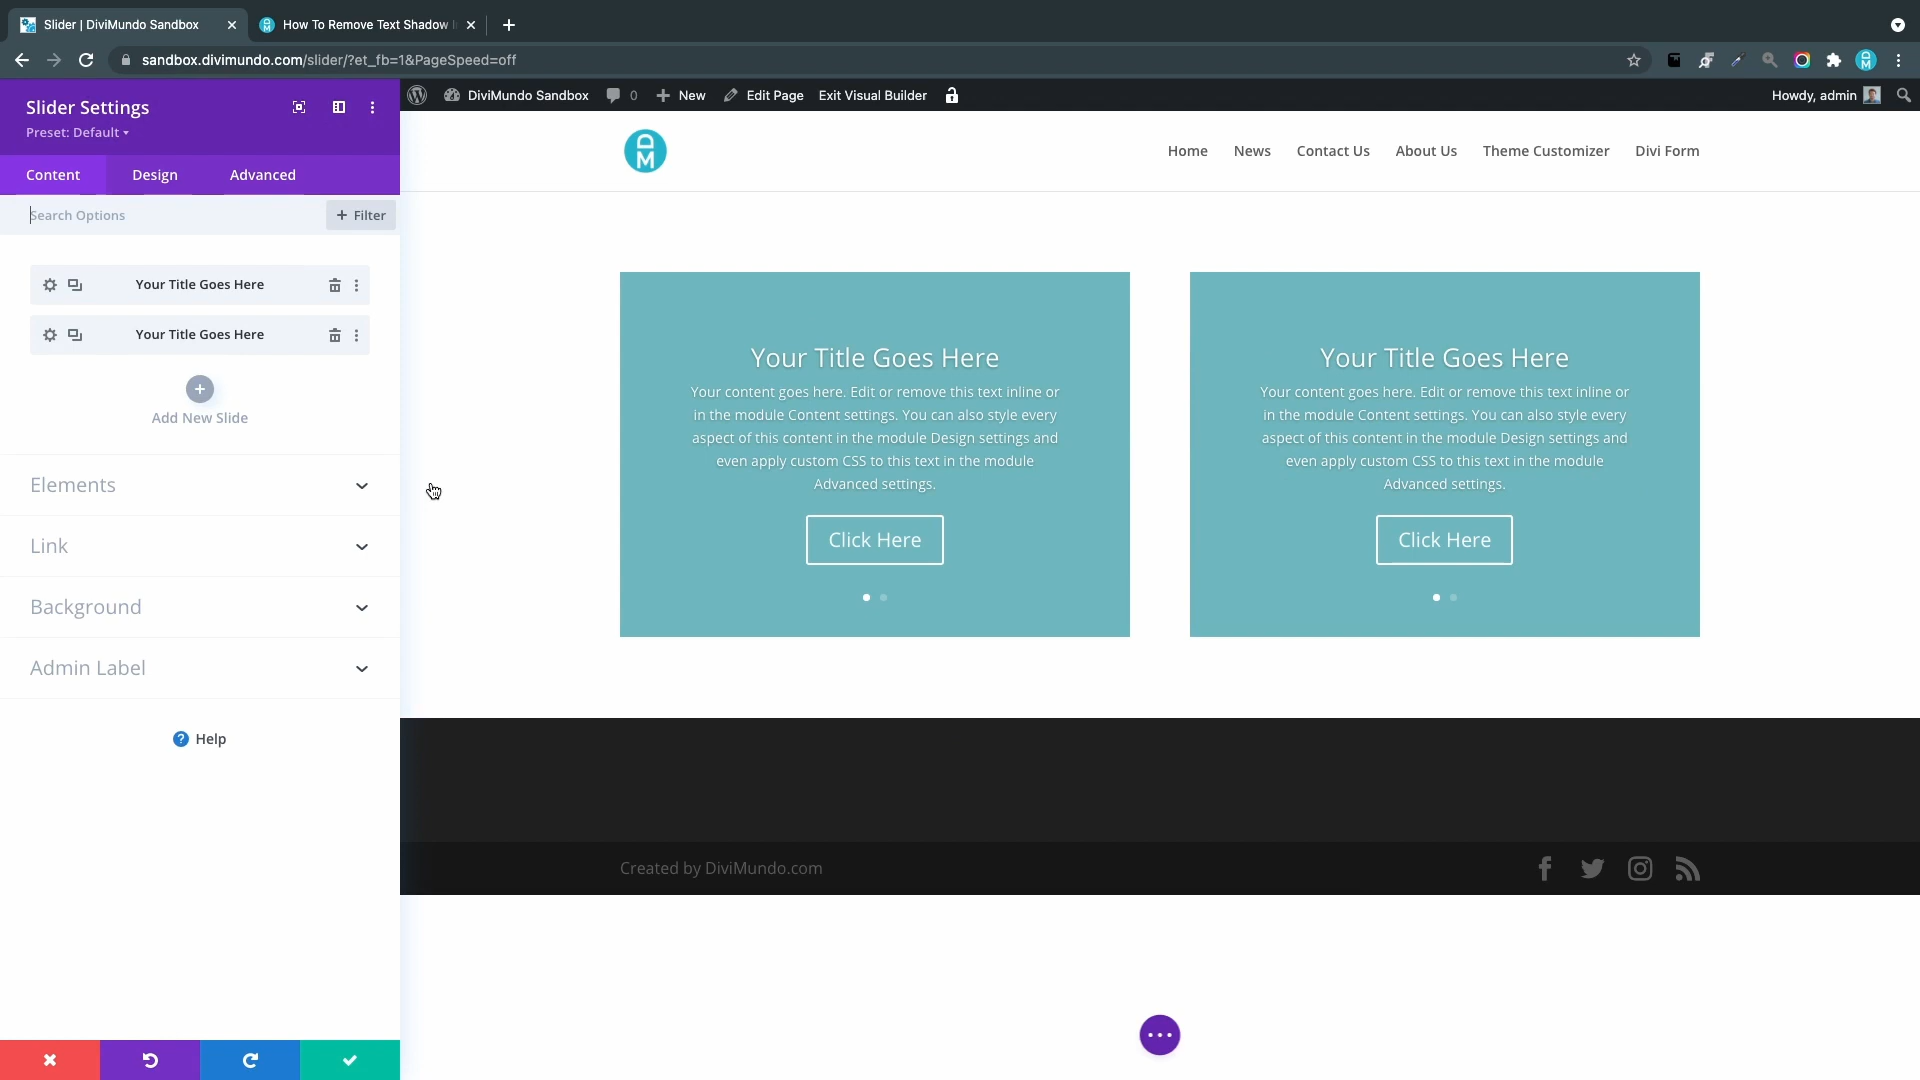 Slider | DiviMundo Sandbox
How To Remove Text Shadow
sandbox.divimundo.com/slider/?et_fb=1&PageSpeed=off
Slider Settings
Preset: Default
DiviMundo Sandbox
0
New
Edit Page
Exit Visual Builder
Howdy, admin
DM
Home
News
Contact Us
About Us
Theme Customizer
Divi Form
Content
Design
Advanced
Search Options
+ Filter
Your Title Goes Here
Your Title Goes Here
Add New Slide
Elements
Link
Background
Admin Label
? Help
Your Title Goes Here
Your content goes here. Edit or remove this text inline or
in the module Content settings. You can also style every
aspect of this content in the module Design settings and
even apply custom CSS to this text in the module
Advanced settings.
Click Here
Your Title Goes Here
Your content goes here. Edit or remove this text inline or
in the module Content settings. You can also style every
aspect of this content in the module Design settings and
even apply custom CSS to this text in the module
Advanced settings.
Click Here
Created by DiviMundo.com